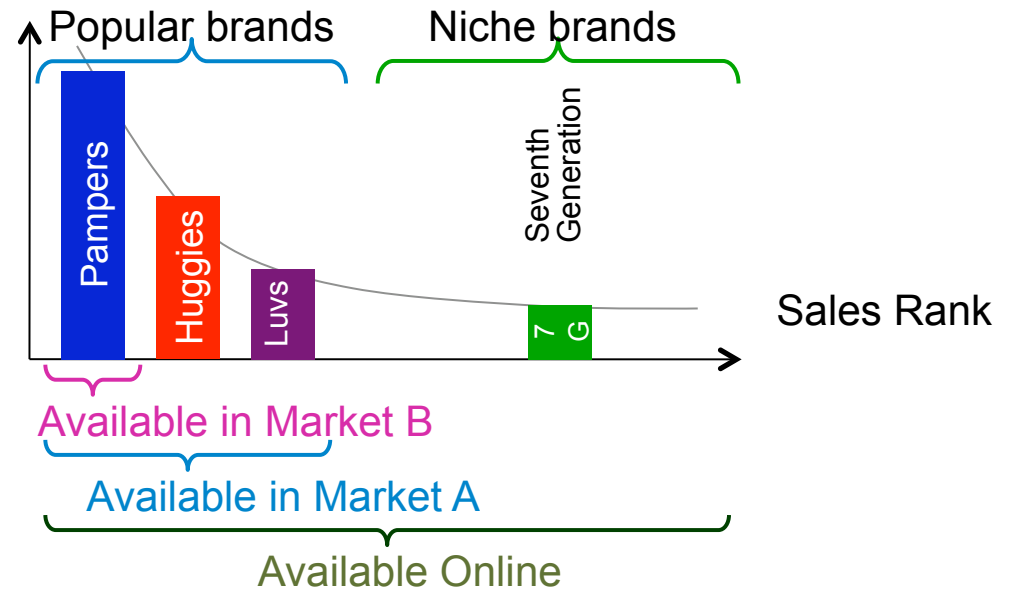 Popular brands
Niche brands
Pampers
Huggies
Luvs
Seventh
Generation
7
G
Sales Rank
Available in Market B
Available in Market A
Available Online